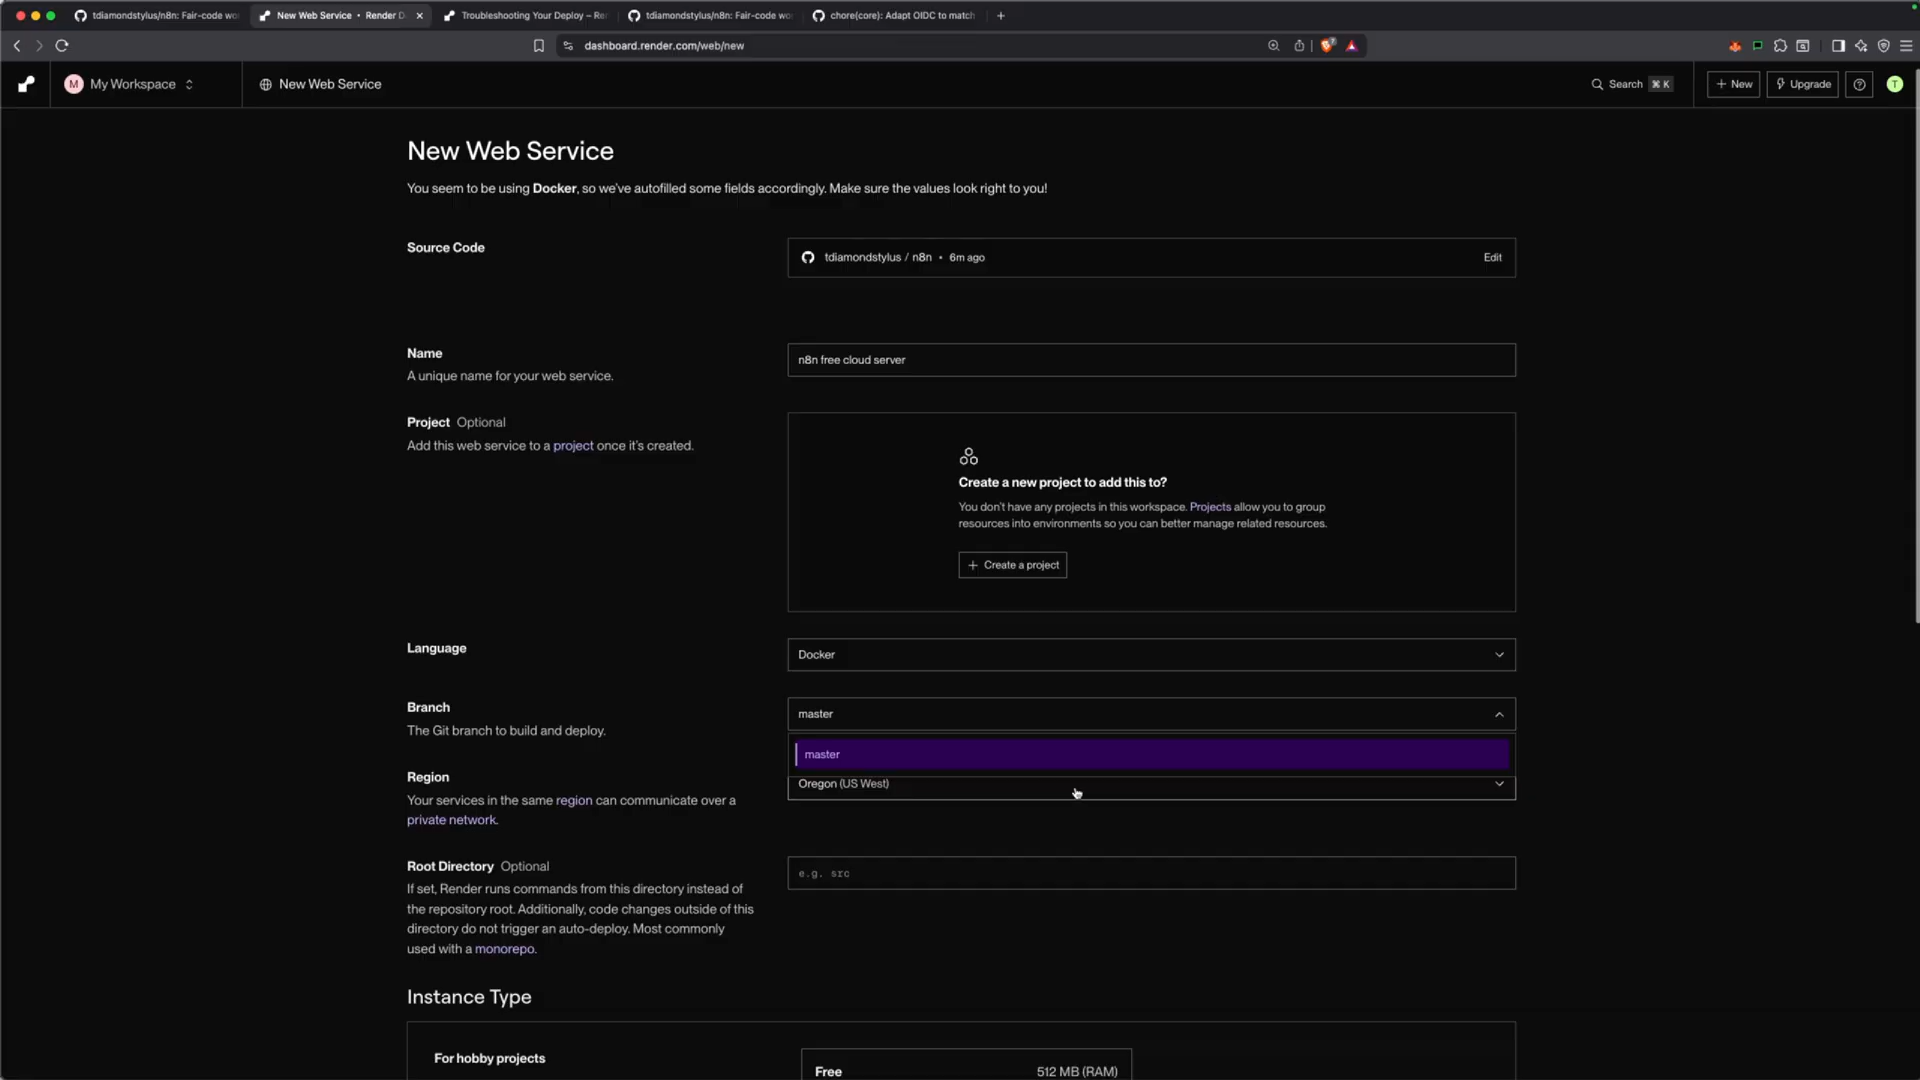 tdiamondstylus/n8n: Fair-code wo
New Web Service • Render D
Troubleshooting Your Deploy – Re
tdiamondstylus/n8n: Fair-code wo
chore(core): Adapt OIDC to match
dashboard.render.com/web/new
M My Workspace
New Web Service
Search ⌘ K
+ New
Upgrade
T
New Web Service
You seem to be using Docker, so we've autofilled some fields accordingly. Make sure the values look right to you!
Source Code
tdiamondstylus / n8n • 6m ago
Edit
Name
A unique name for your web service.
n8n free cloud server
Project Optional
Add this web service to a project once it's created.
Create a new project to add this to?
You don't have any projects in this workspace. Projects allow you to group
resources into environments so you can better manage related resources.
+ Create a project
Language
Docker
Branch
The Git branch to build and deploy.
master
master
Region
Your services in the same region can communicate over a
private network.
Oregon (US West)
Root Directory Optional
If set, Render runs commands from this directory instead of
the repository root. Additionally, code changes outside of this
directory do not trigger an auto-deploy. Most commonly
used with a monorepo.
e.g. src
Instance Type
For hobby projects
Free
512 MB (RAM)